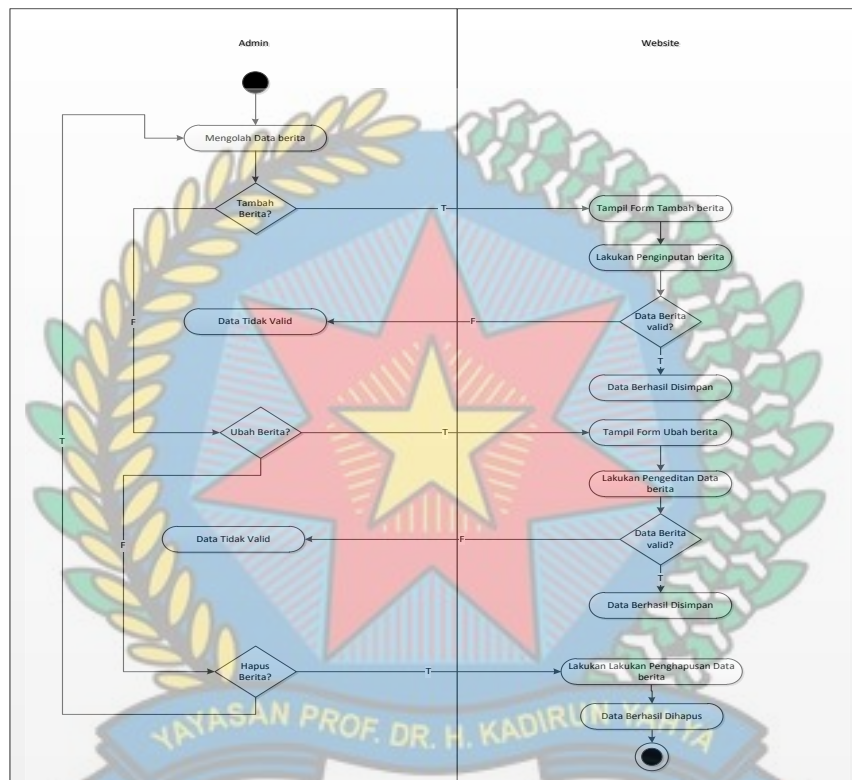 Admin
Website
Mengolah Data berita
Tambah
Berita?
T
Tampil Form Tambah berita
Lakukan Penginputan berita
F
Data Tidak Valid
F
Data Berita
valid?
T
Data Berhasil Disimpan
Ubah Berita?
T
Tampil Form Ubah berita
T
Lakukan Pengeditan Data
berita
F
Data Tidak Valid
F
Data Berita
valid?
T
Data Berhasil Disimpan
Hapus
Berita?
T
Lakukan Lakukan Penghapusan Data
berita
Data Berhasil Dihapus
YAYASAN PROF. DR. H. KADIRUN YAHYA